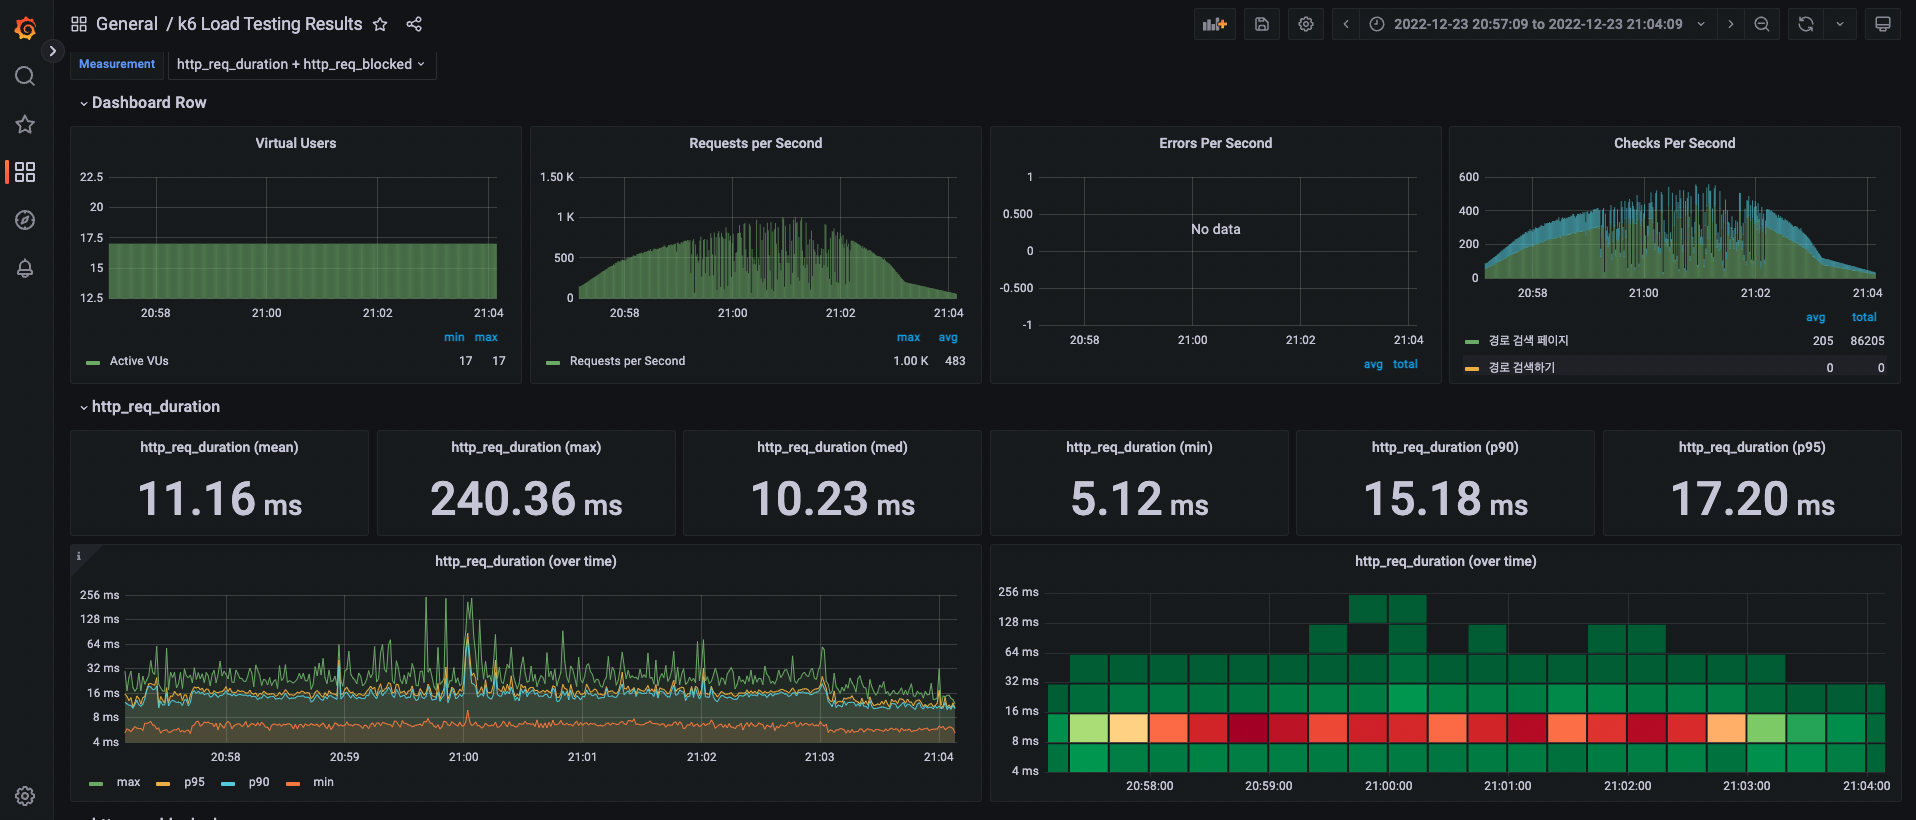 General / k6 Load Testing Results
2022-12-23 20:57:09 to 2022-12-23 21:04:09
Measurement http_req_duration + http_req_blocked
Dashboard Row
Virtual Users
22.5
20
17.5
15
12.5
20:58 21:00 21:02 21:04
min max
Active VUs 17 17
Requests per Second
1.50 K
1 K
500
0
20:58 21:00 21:02 21:04
max avg
Requests per Second 1.00 K 483
Errors Per Second
1
0.500
0
-0.500
-1
No data
20:58 21:00 21:02 21:04
avg total
Checks Per Second
600
400
200
0
20:58 21:00 21:02 21:04
avg total
경로 검색 페이지 205 86205
경로 검색하기 0 0
http_req_duration
http_req_duration (mean)
11.16 ms
http_req_duration (max)
240.36 ms
http_req_duration (med)
10.23 ms
http_req_duration (min)
5.12 ms
http_req_duration (p90)
15.18 ms
http_req_duration (p95)
17.20 ms
i
http_req_duration (over time)
256 ms
128 ms
64 ms
32 ms
16 ms
8 ms
4 ms
20:58 20:59 21:00 21:01 21:02 21:03 21:04
max p95 p90 min
http_req_duration (over time)
256 ms
128 ms
64 ms
32 ms
16 ms
8 ms
4 ms
20:58:00 20:59:00 21:00:00 21:01:00 21:02:00 21:03:00 21:04:00